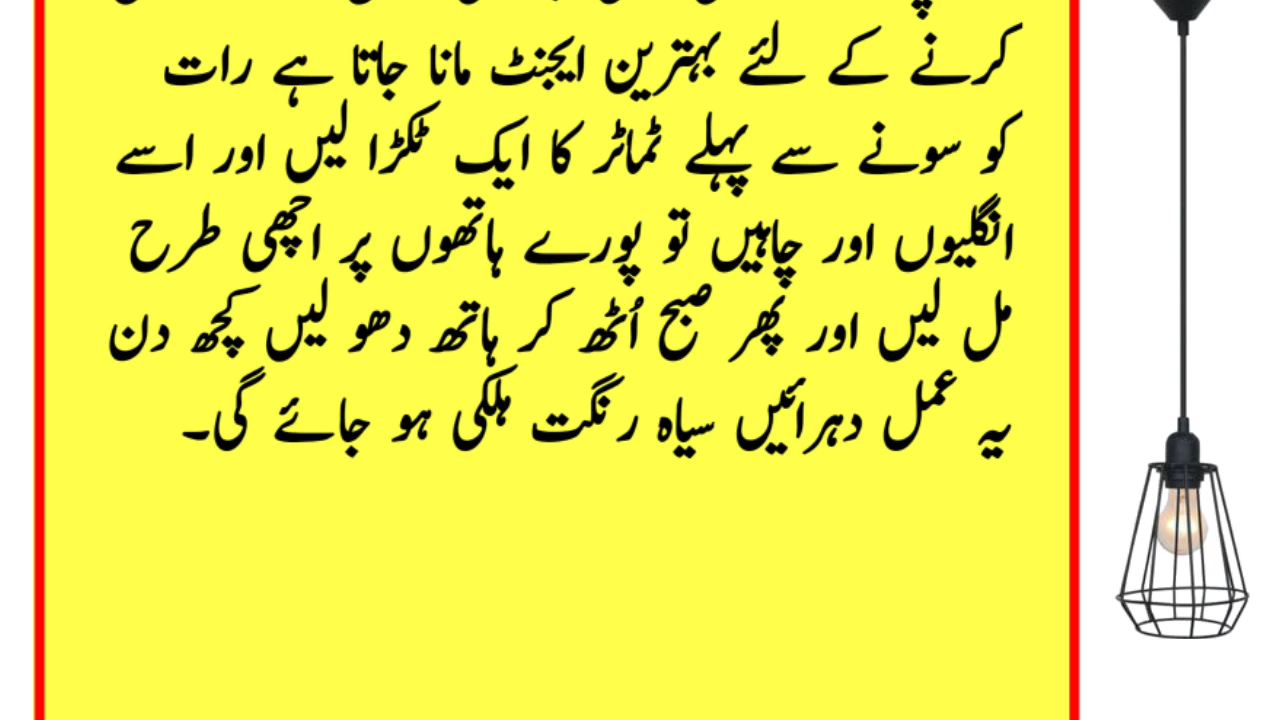 کرنے کے لئے بہترین ایجنٹ مانا جاتا ہے رات
کو سونے سے پہلے ٹماٹر کا ایک ٹکڑا لیں اور اسے
انگلیوں اور چاہیں تو پورے ہاتھوں پر اچھی طرح
مل لیں اور پھر صبح اُٹھ کر ہاتھ دھو لیں کچھ دن
یہ عمل دہرائیں سیاہ رنگت ہلکی ہو جائے گی۔